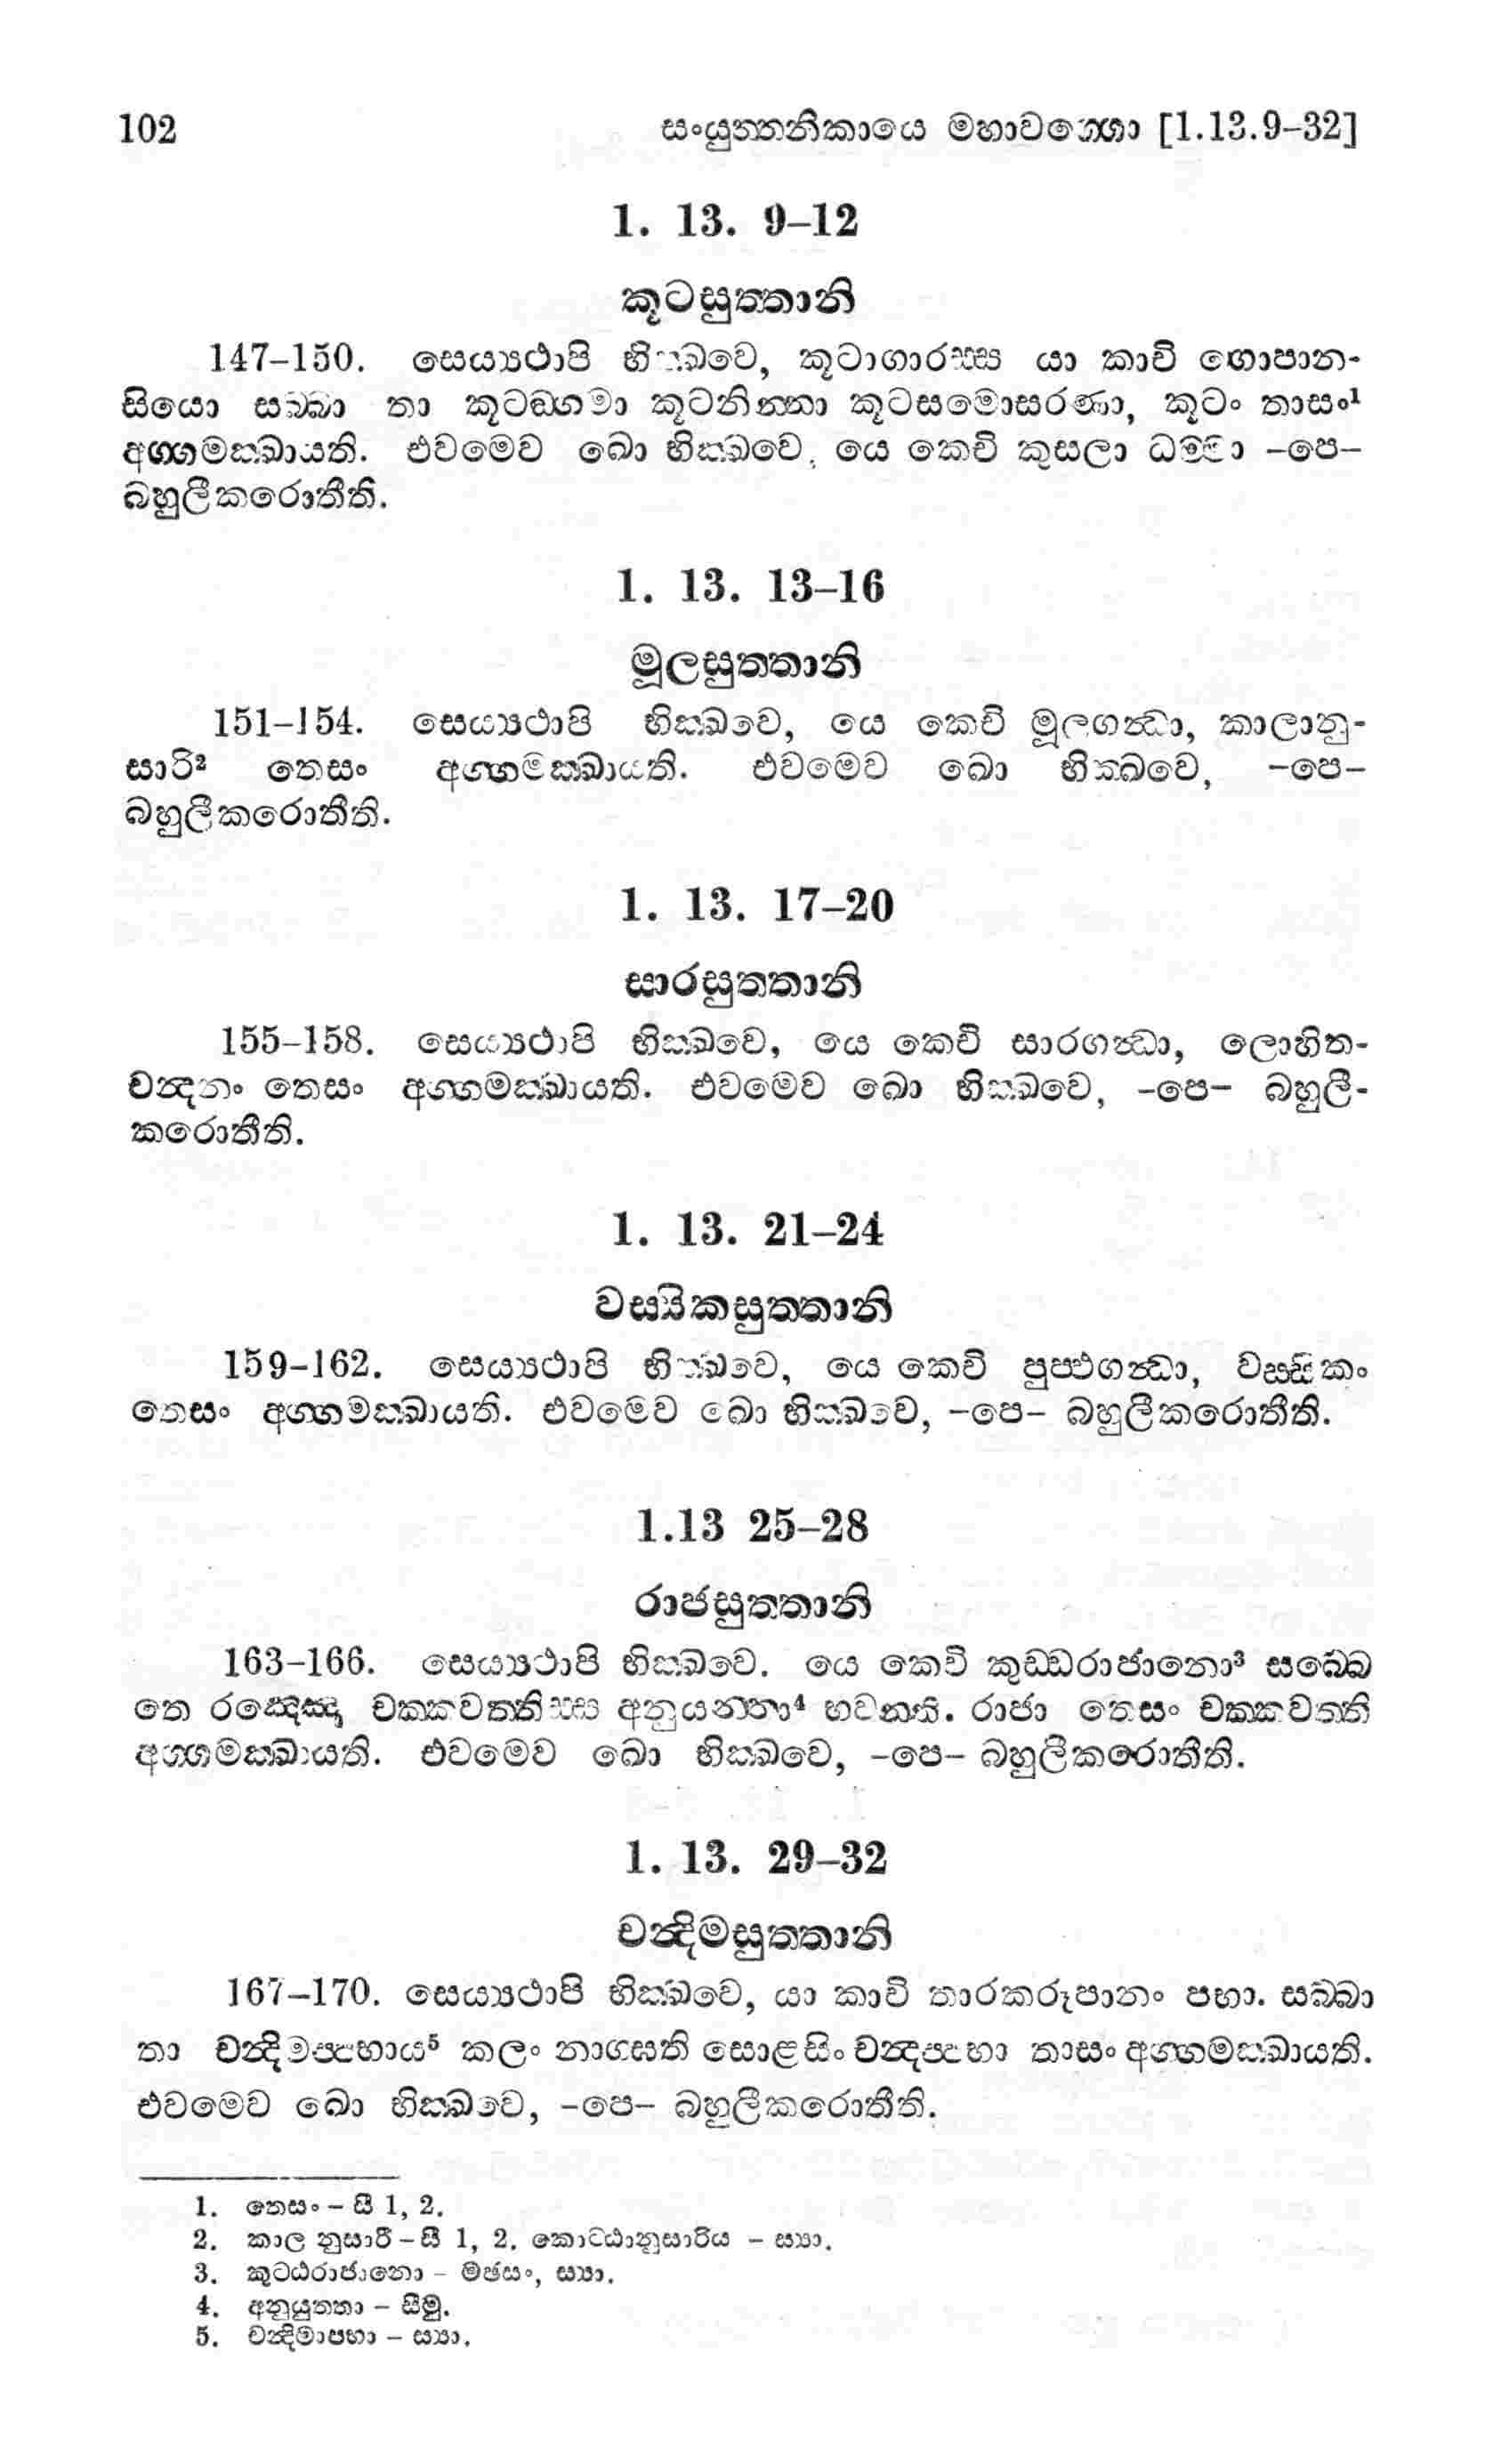 102 සංයුත්තනිකායෙ මහාවග්ගො [1.13.9–32]
1. 13. 9–12
කූටසුත්තානි
147–150. සෙය්‍යථාපි භික්ඛවෙ, කූටාගාරස්ස යා කාචි ගොපාන-
සියො සබ්බා තා කූටඞ්ගමා කූටනින්නා කූටසමොසරණා, කූටං තාසං¹
අග්ගමක්ඛායති. එවමෙව ඛො භික්ඛවෙ, යෙ කෙචි කුසලා ධම්මා –පෙ–
බහුලීකරොතීති.
1. 13. 13–16
මූලසුත්තානි
151–154. සෙය්‍යථාපි භික්ඛවෙ, යෙ කෙචි මූලගන්ධා, කාලානු-
සාරි² තෙසං අග්ගමක්ඛායති. එවමෙව ඛො භික්ඛවෙ, –පෙ–
බහුලීකරොතීති.
1. 13. 17–20
සාරසුත්තානි
155–158. සෙය්‍යථාපි භික්ඛවෙ, යෙ කෙචි සාරගන්ධා, ලොහිත-
චන්දනං තෙසං අග්ගමක්ඛායති. එවමෙව ඛො භික්ඛවෙ, –පෙ– බහුලී-
කරොතීති.
1. 13. 21–24
වස්සිකසුත්තානි
159–162. සෙය්‍යථාපි භික්ඛවෙ, යෙ කෙචි පුප්ඵගන්ධා, වස්සිකං
තෙසං අග්ගමක්ඛායති. එවමෙව ඛො භික්ඛවෙ, –පෙ– බහුලීකරොතීති.
1.13 25–28
රාජසුත්තානි
163–166. සෙය්‍යථාපි භික්ඛවෙ. යෙ කෙචි කුඩ්ඩරාජානො³ සබ්බෙ
තෙ රඤ්ඤො චක්කවත්තිස්ස අනුයන්තා⁴ භවන්ති. රාජා තෙසං චක්කවත්ති
අග්ගමක්ඛායති. එවමෙව ඛො භික්ඛවෙ, –පෙ– බහුලීකරොතීති.
1. 13. 29–32
චන්දිමසුත්තානි
167–170. සෙය්‍යථාපි භික්ඛවෙ, යා කාචි තාරකරූපානං පභා. සබ්බා
තා චන්දිමප්පභාය⁵ කලං නාග්ඝති සොළසිං චන්දප්පභා තාසං අග්ගමක්ඛායති.
එවමෙව ඛො භික්ඛවෙ, –පෙ– බහුලීකරොතීති.
1. තෙසං – සී 1, 2.
2. කාල නුසාරී – සී 1, 2. කොට්ඨානුසාරිය – ස්‍යා.
3. කුට්ඨරාජානො – මඡසං, ස්‍යා.
4. අනුයුත්තා – සීමු.
5. චන්දිමාපභා – ස්‍යා.